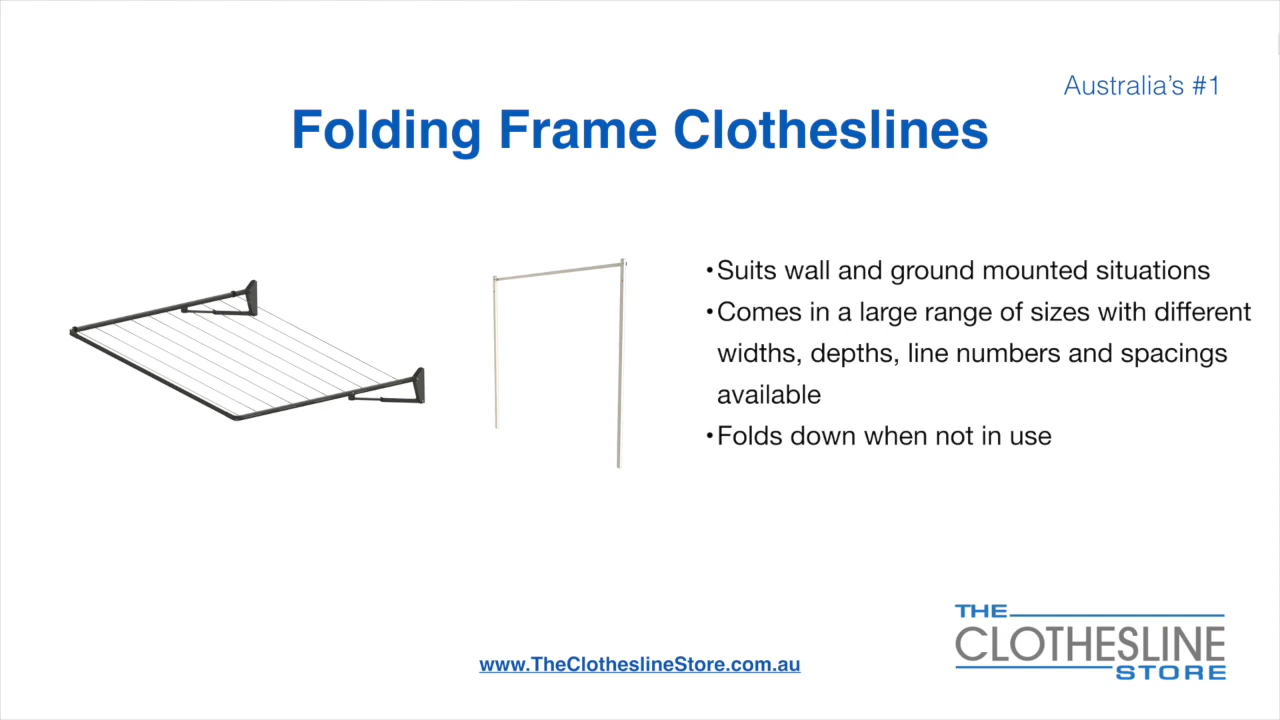 Australia's #1
Folding Frame Clotheslines
•Suits wall and ground mounted situations
•Comes in a large range of sizes with different
widths, depths, line numbers and spacings
available
•Folds down when not in use
THE
CLOTHESLINE
STORE
www.TheClotheslineStore.com.au